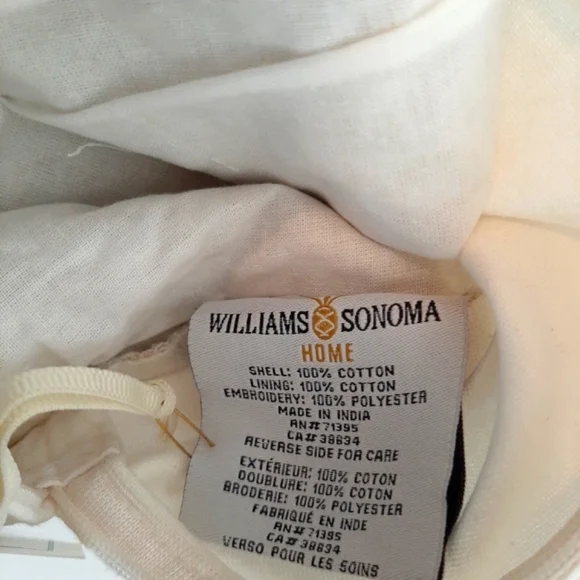 WILLIAMS SONOMA
HOME
SHELL: 100% COTTON
LINING: 100% COTTON
EMBROIDERY: 100% POLYESTER
MADE IN INDIA
RN# 71395
CA# 38634
REVERSE SIDE FOR CARE
EXTÉRIEUR: 100% COTON
DOUBLURE: 100% COTON
BRODERIE: 100% POLYESTER
FABRIQUÉ EN INDE
RN# 71395
CA# 38634
VERSO POUR LES SOINS